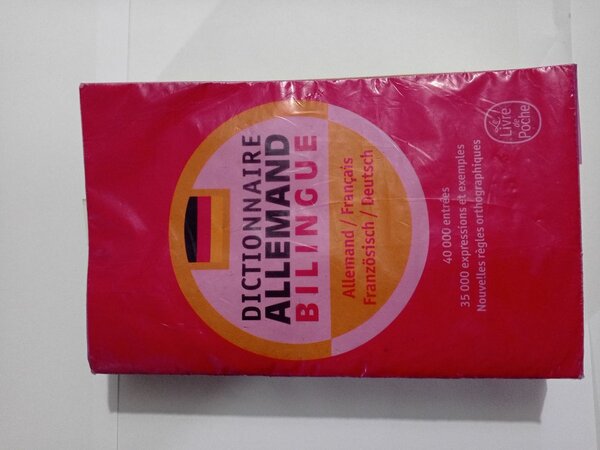 DICTIONNAIRE
ALLEMAND
BILINGUE
Allemand / Français
Französisch / Deutsch
40 000 entrées
35 000 expressions et exemples
Nouvelles règles orthographiques
Le
Livre
de
Poche